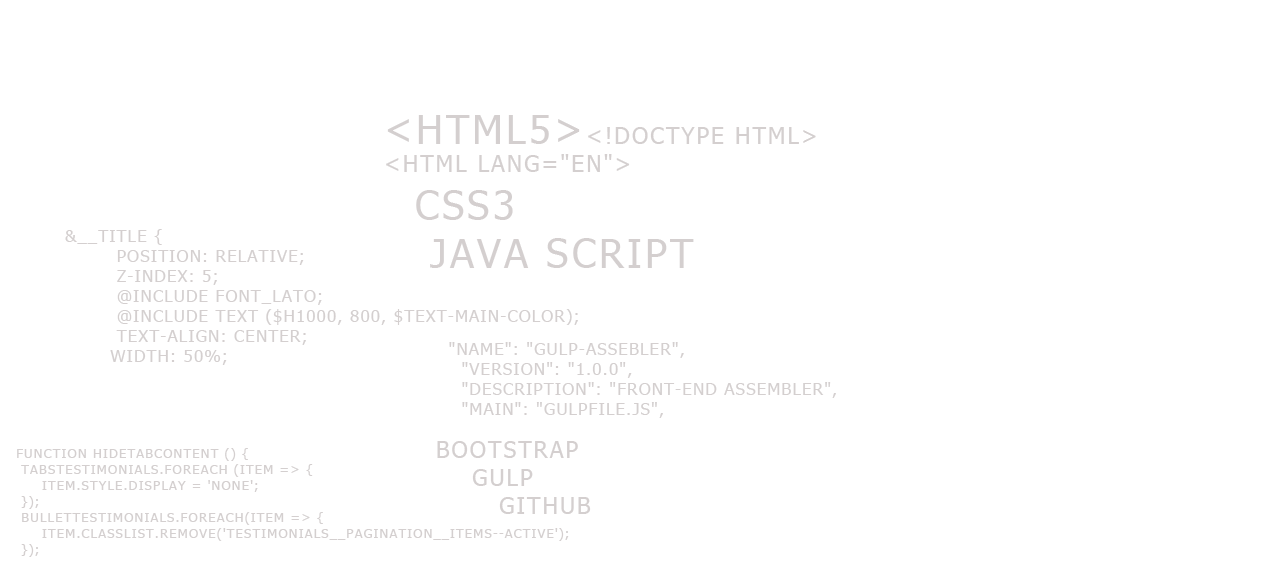 <HTML5> <!DOCTYPE HTML>
<HTML LANG="EN">
CSS3
JAVA SCRIPT
&__TITLE {
POSITION: RELATIVE;
Z-INDEX: 5;
@INCLUDE FONT_LATO;
@INCLUDE TEXT ($H1000, 800, $TEXT-MAIN-COLOR);
TEXT-ALIGN: CENTER;
WIDTH: 50%;
"NAME": "GULP-ASSEBLER",
"VERSION": "1.0.0",
"DESCRIPTION": "FRONT-END ASSEMBLER",
"MAIN": "GULPFILE.JS",
BOOTSTRAP
GULP
GITHUB
FUNCTION HIDETABCONTENT () {
TABSTESTIMONIALS.FOREACH (ITEM => {
ITEM.STYLE.DISPLAY = 'NONE';
});
BULLETTESTIMONIALS.FOREACH(ITEM => {
ITEM.CLASSLIST.REMOVE('TESTIMONIALS__PAGINATION__ITEMS--ACTIVE');
});